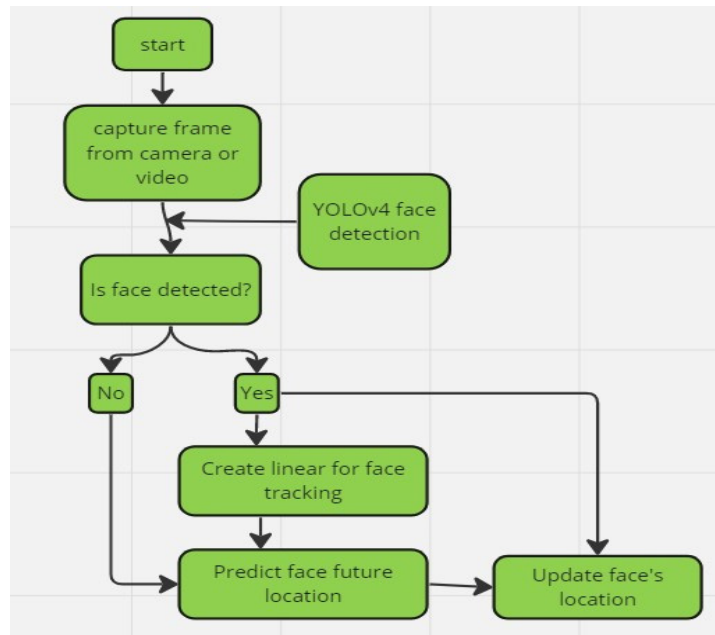 start
capture frame
from camera or
video
YOLOv4 face
detection
Is face detected?
No
Yes
Create linear for face
tracking
Predict face future
location
Update face's
location